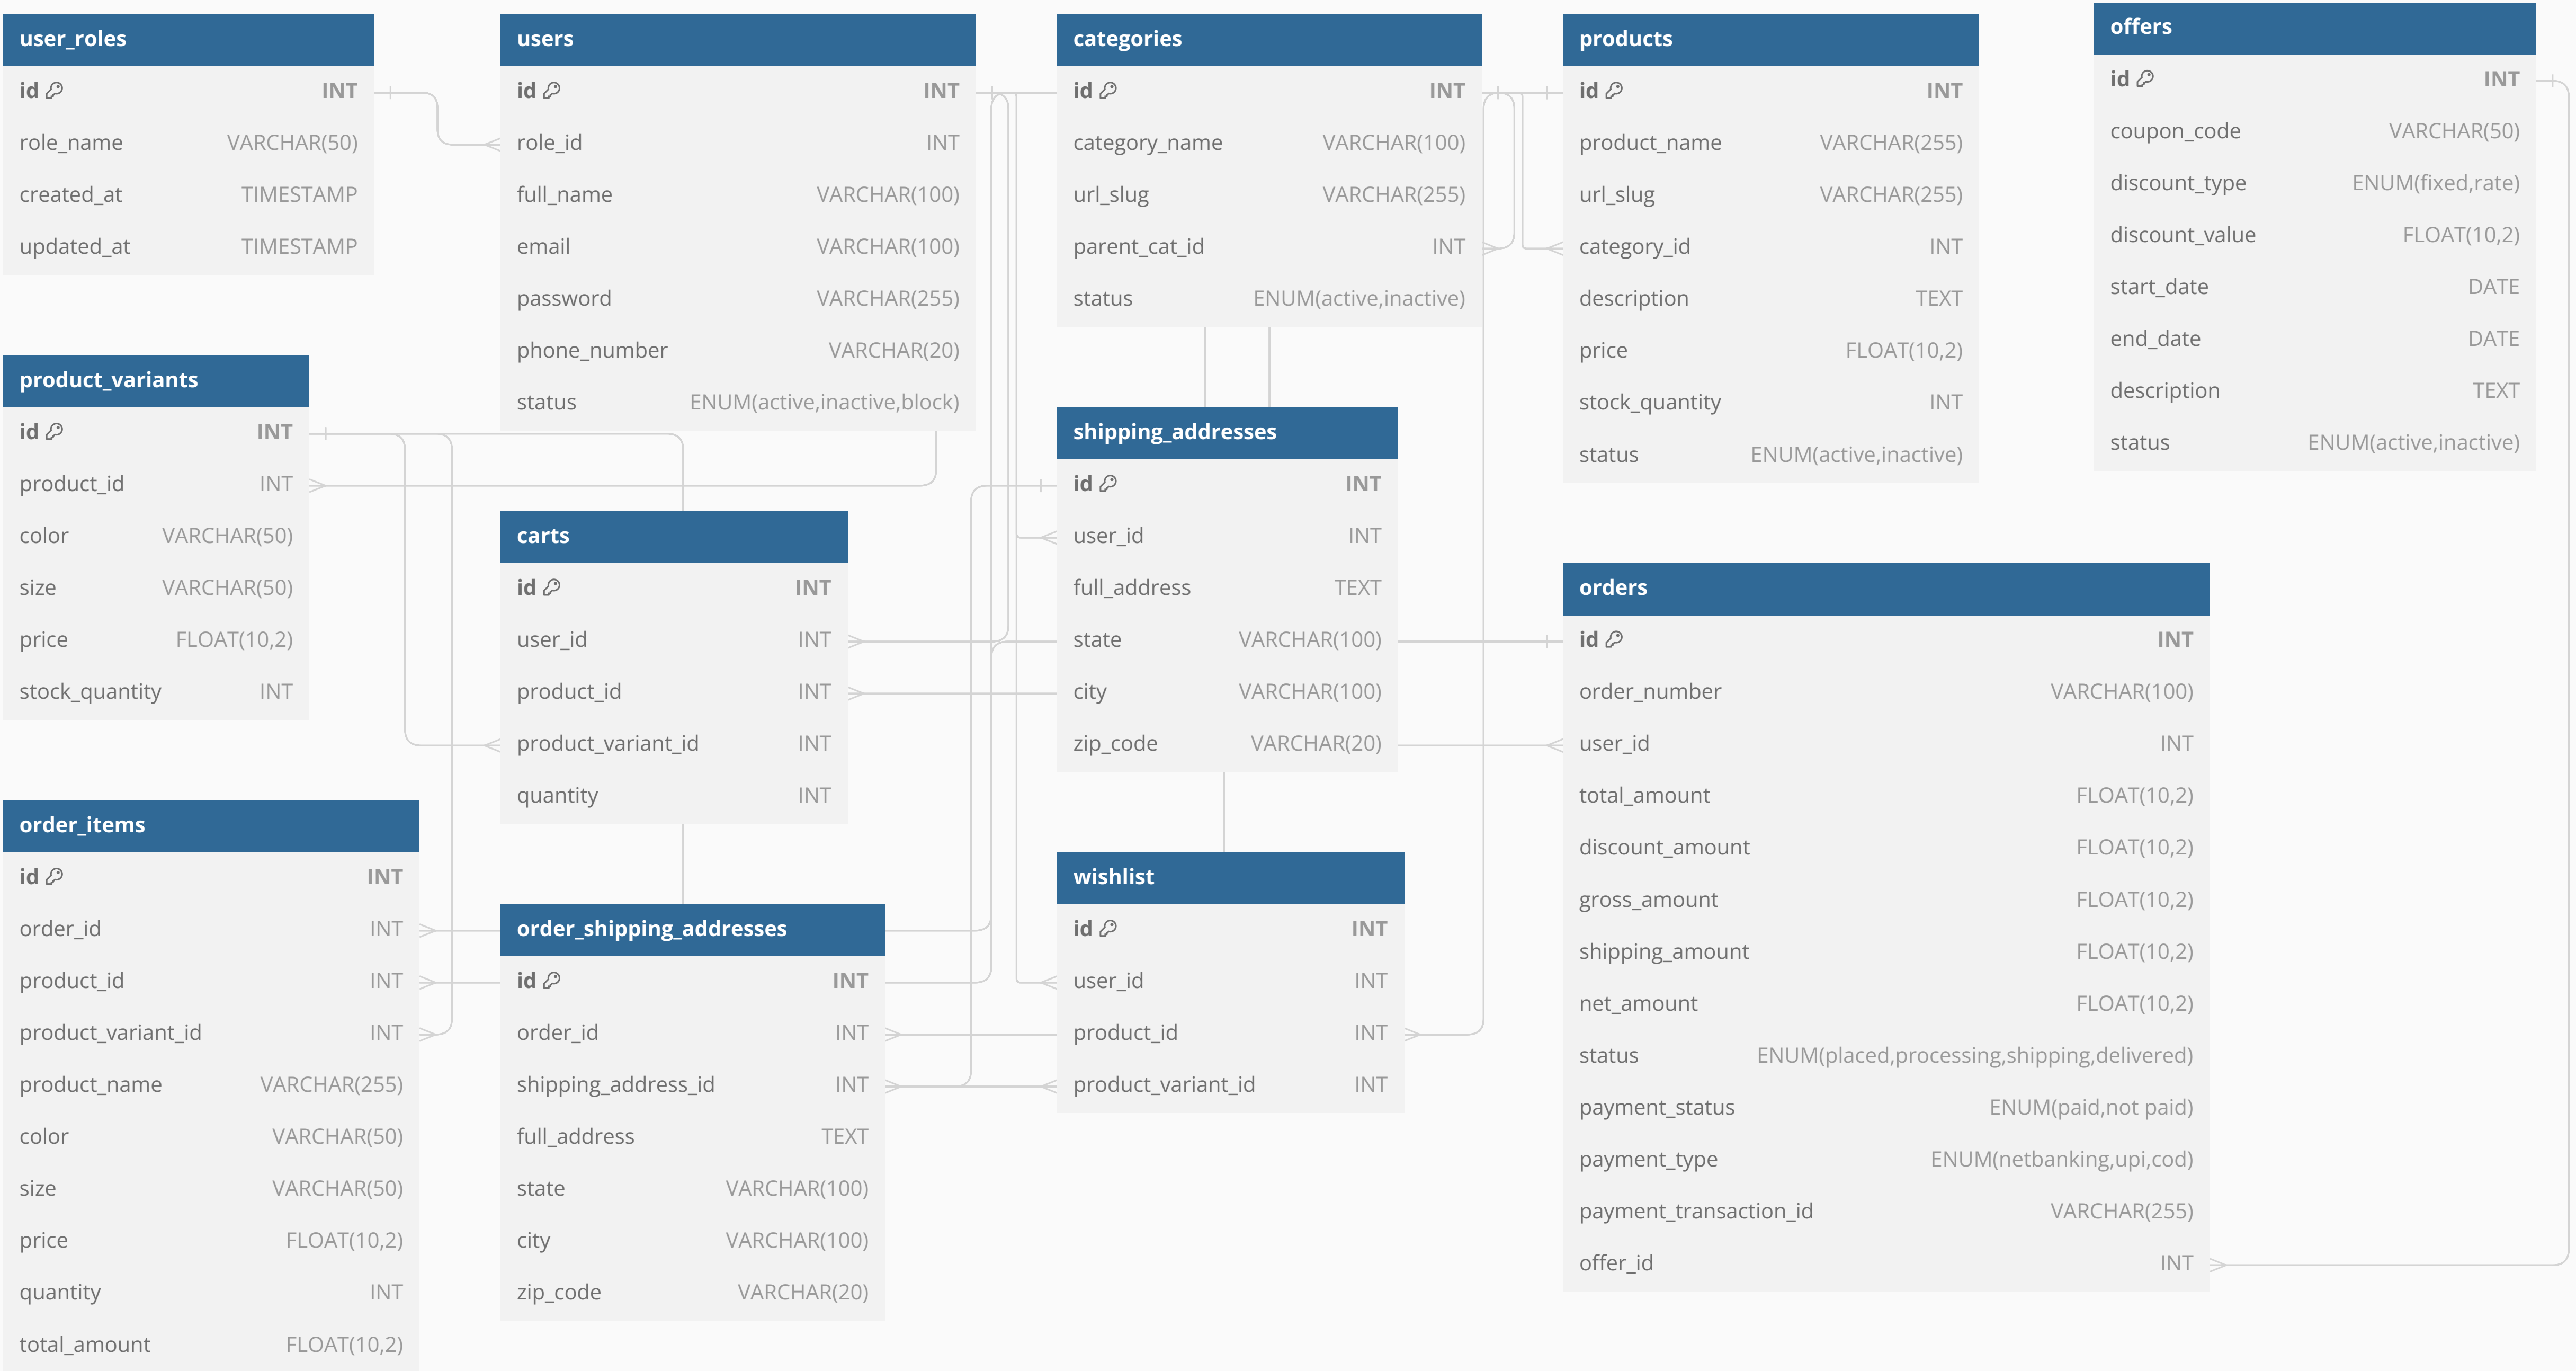 user_roles
id INT
role_name VARCHAR(50)
created_at TIMESTAMP
updated_at TIMESTAMP
users
id INT
role_id INT
full_name VARCHAR(100)
email VARCHAR(100)
password VARCHAR(255)
phone_number VARCHAR(20)
status ENUM(active,inactive,block)
categories
id INT
category_name VARCHAR(100)
url_slug VARCHAR(255)
parent_cat_id INT
status ENUM(active,inactive)
products
id INT
product_name VARCHAR(255)
url_slug VARCHAR(255)
category_id INT
description TEXT
price FLOAT(10,2)
stock_quantity INT
status ENUM(active,inactive)
offers
id INT
coupon_code VARCHAR(50)
discount_type ENUM(fixed,rate)
discount_value FLOAT(10,2)
start_date DATE
end_date DATE
description TEXT
status ENUM(active,inactive)
product_variants
id INT
product_id INT
color VARCHAR(50)
size VARCHAR(50)
price FLOAT(10,2)
stock_quantity INT
carts
id INT
user_id INT
product_id INT
product_variant_id INT
quantity INT
shipping_addresses
id INT
user_id INT
full_address TEXT
state VARCHAR(100)
city VARCHAR(100)
zip_code VARCHAR(20)
orders
id INT
order_number VARCHAR(100)
user_id INT
total_amount FLOAT(10,2)
discount_amount FLOAT(10,2)
gross_amount FLOAT(10,2)
shipping_amount FLOAT(10,2)
net_amount FLOAT(10,2)
status ENUM(placed,processing,shipping,delivered)
payment_status ENUM(paid,not paid)
payment_type ENUM(netbanking,upi,cod)
payment_transaction_id VARCHAR(255)
offer_id INT
order_items
id INT
order_id INT
product_id INT
product_variant_id INT
product_name VARCHAR(255)
color VARCHAR(50)
size VARCHAR(50)
price FLOAT(10,2)
quantity INT
total_amount FLOAT(10,2)
order_shipping_addresses
id INT
order_id INT
shipping_address_id INT
full_address TEXT
state VARCHAR(100)
city VARCHAR(100)
zip_code VARCHAR(20)
wishlist
id INT
user_id INT
product_id INT
product_variant_id INT